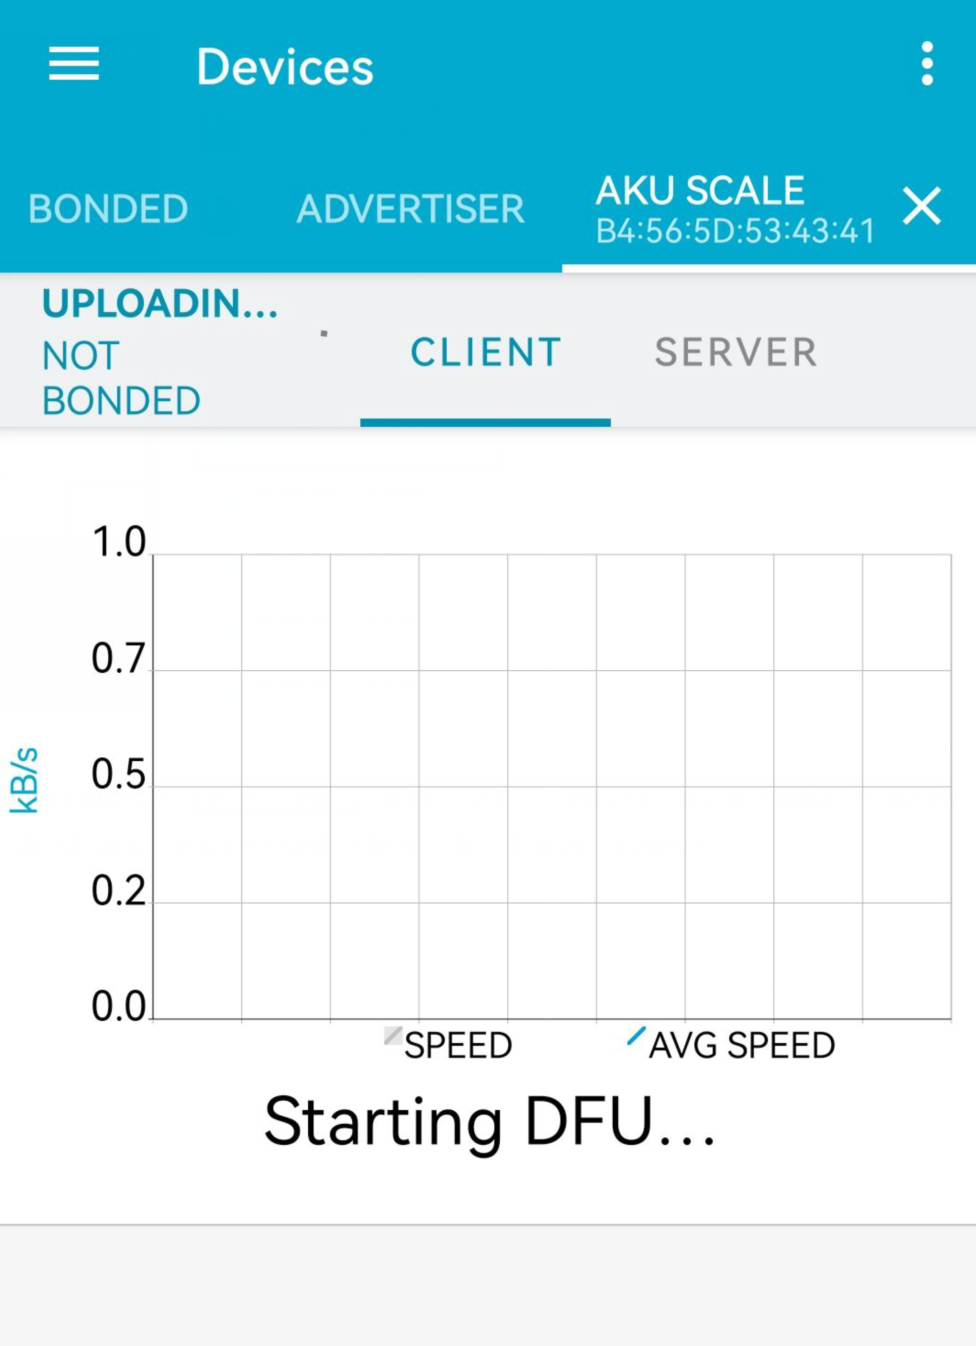 Devices
BONDED
ADVERTISER
AKU SCALE
B4:56:5D:53:43:41
UPLOADIN...
NOT
BONDED
CLIENT
SERVER
1.0
0.7
0.5
0.2
0.0
kB/s
SPEED
AVG SPEED
Starting DFU...